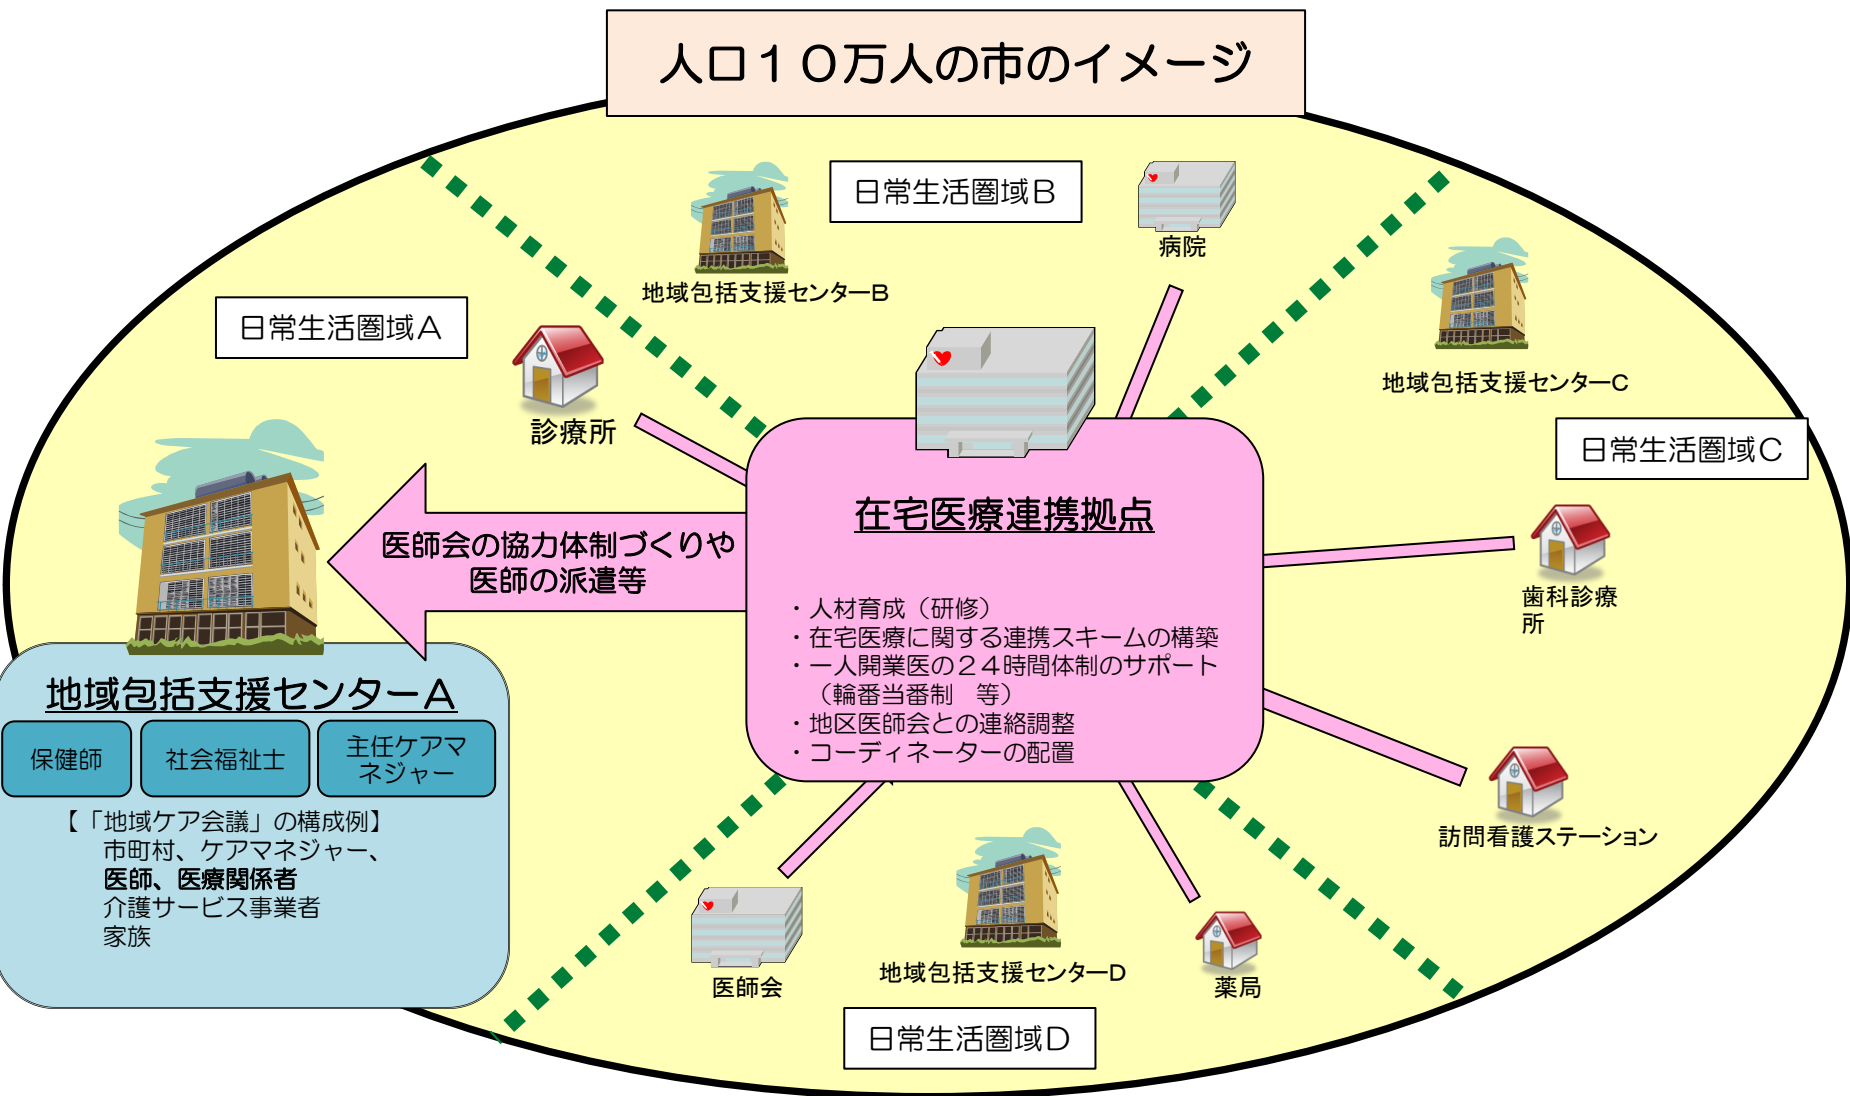 人口１０万人の市のイメージ
日常生活圏域Ｂ
病院
地域包括支援センターＢ
日常生活圏域Ａ
診療所
地域包括支援センターＣ
日常生活圏域Ｃ
在宅医療連携拠点
医師会の協力体制づくりや
医師の派遣等
・人材育成（研修）
・在宅医療に関する連携スキームの構築
・一人開業医の２４時間体制のサポート
（輪番当番制　等）
・地区医師会との連絡調整
・コーディネーターの配置
歯科診療
所
訪問看護ステーション
地域包括支援センターＡ
保健師
社会福祉士
主任ケアマ
ネジャー
【「地域ケア会議」の構成例】
市町村、ケアマネジャー、
医師、医療関係者
介護サービス事業者
家族
医師会
地域包括支援センターＤ
薬局
日常生活圏域Ｄ